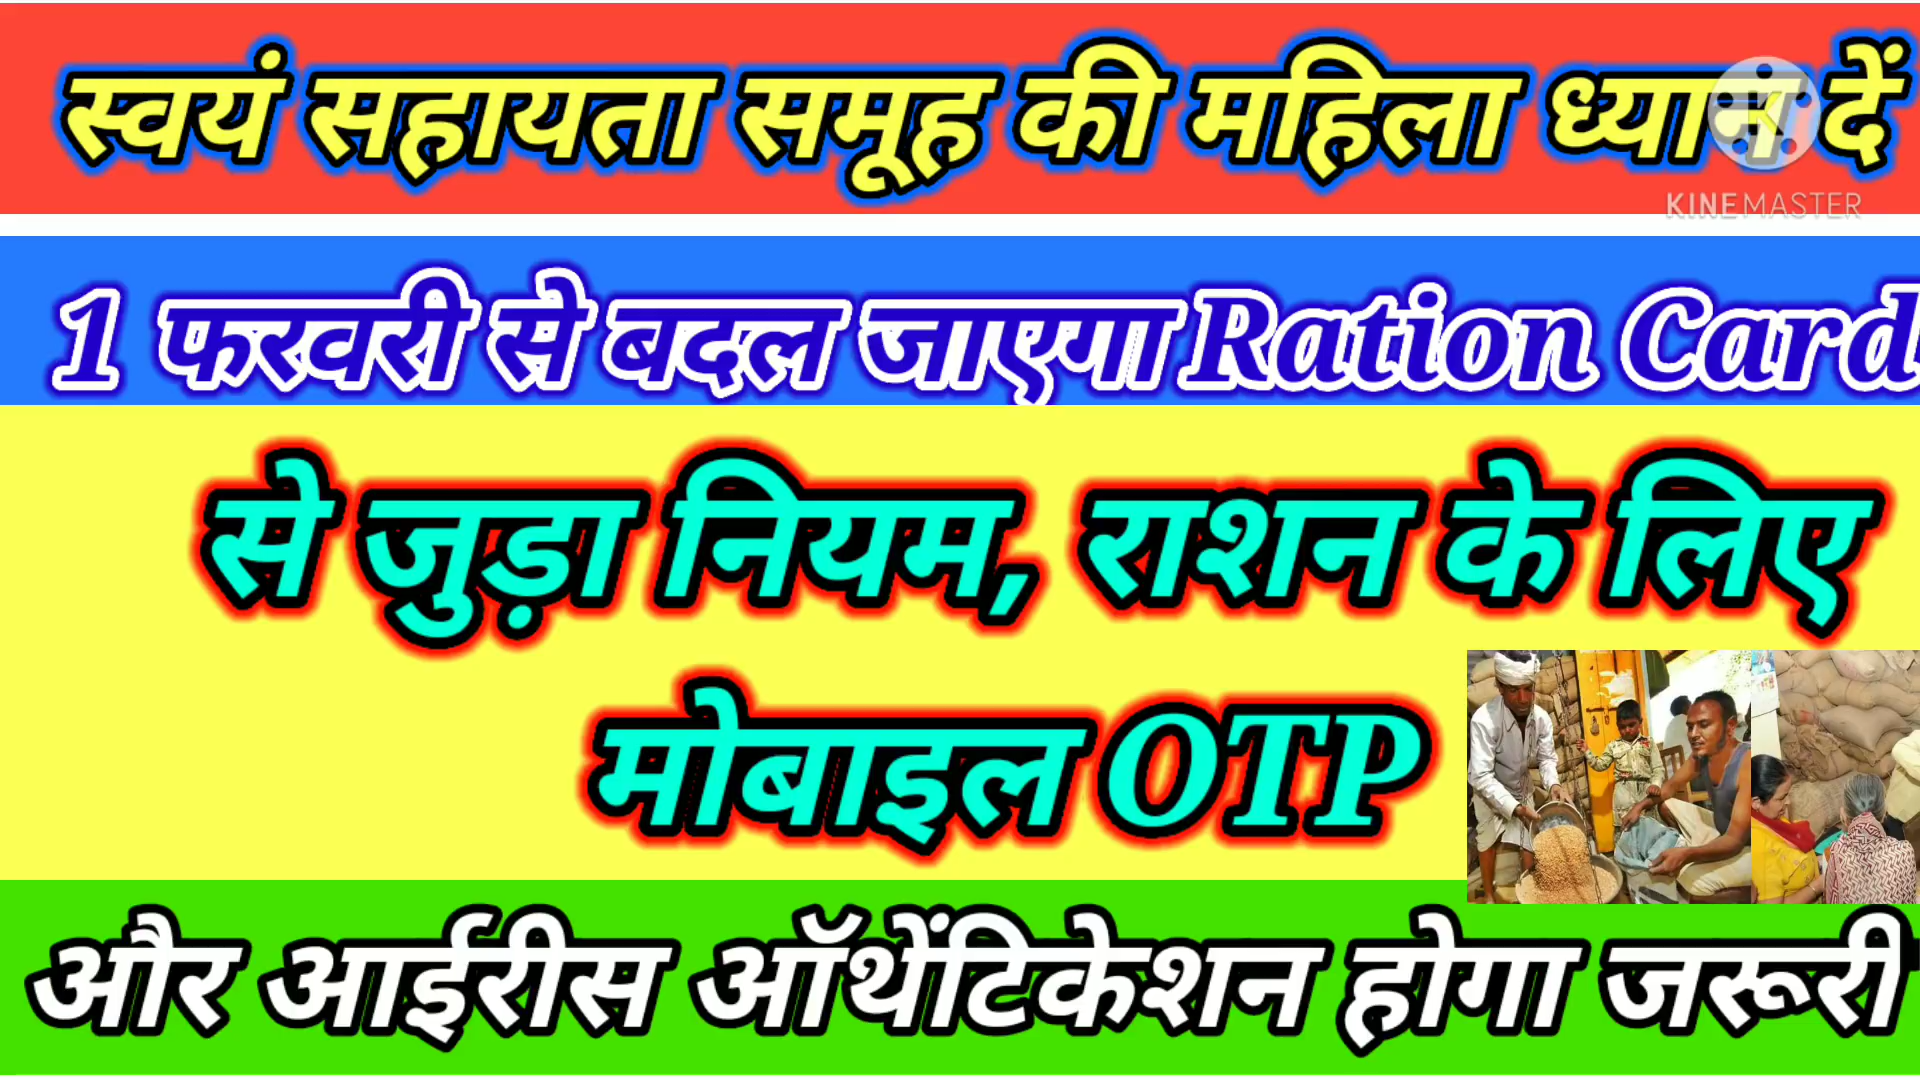 स्वयं सहायता समूह की महिला ध्यान दें
KINEMASTER
1 फरवरी से बदल जाएगा Ration Card
से जुड़ा नियम, राशन के लिए
मोबाइल OTP
और आईरीस ऑथेंटिकेशन होगा जरूरी